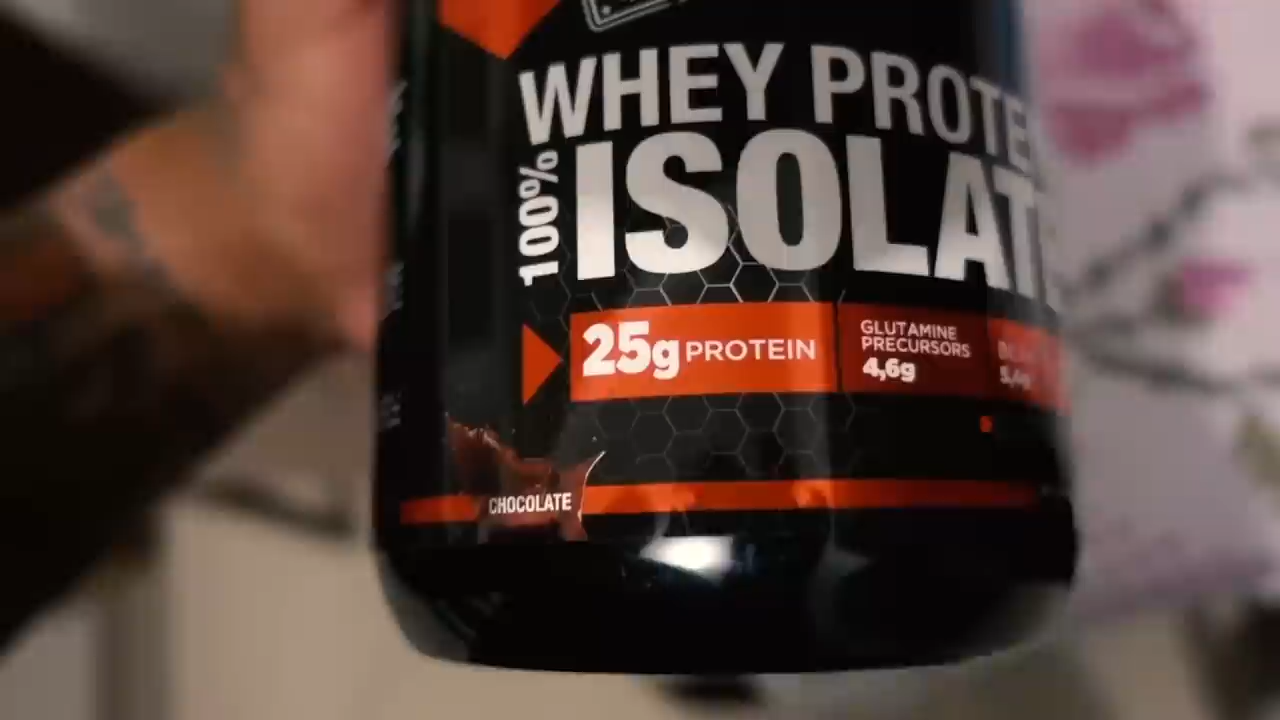 WHEY PROTE
100%
ISOLAT
25g PROTEIN
GLUTAMINE
PRECURSORS
4,6g
CHOCOLATE